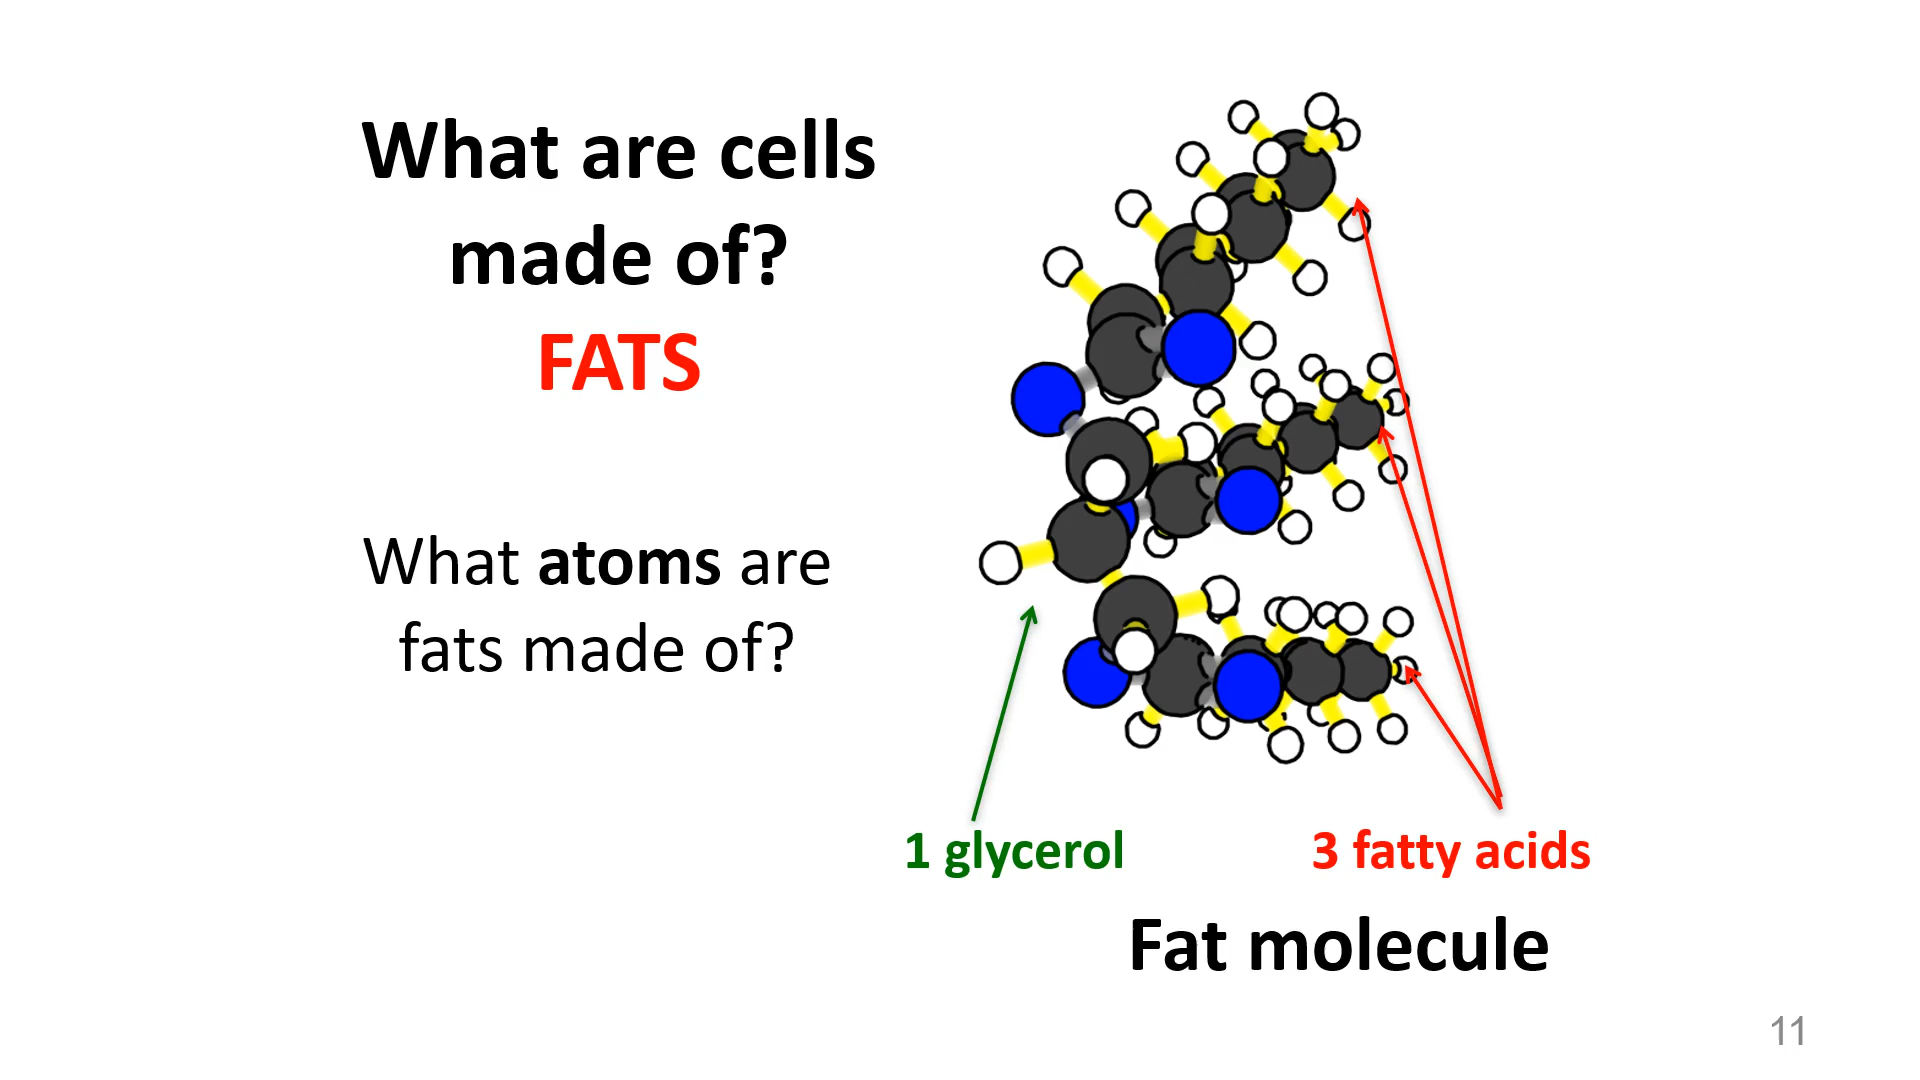 What are cells
made of?
FATS
What atoms are
fats made of?
1 glycerol
3 fatty acids
Fat molecule
11